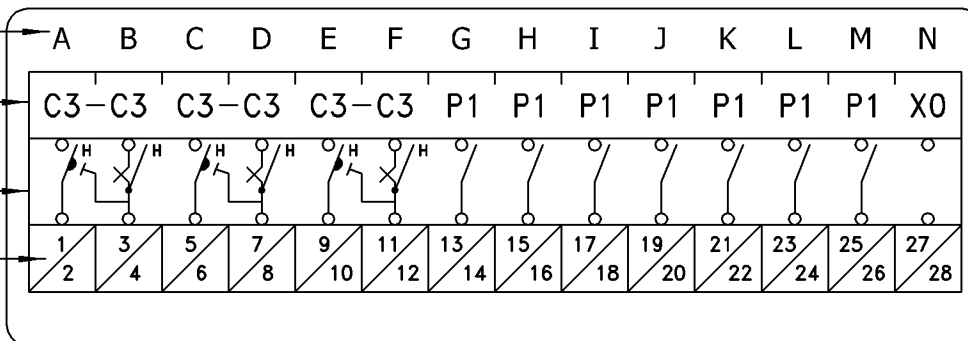 A B C D E F G H I J K L M N
C3-C3 C3-C3 C3-C3 P1 P1 P1 P1 P1 P1 P1 X0
H H H H H H
1 3 5 7 9 11 13 15 17 19 21 23 25 27
2 4 6 8 10 12 14 16 18 20 22 24 26 28